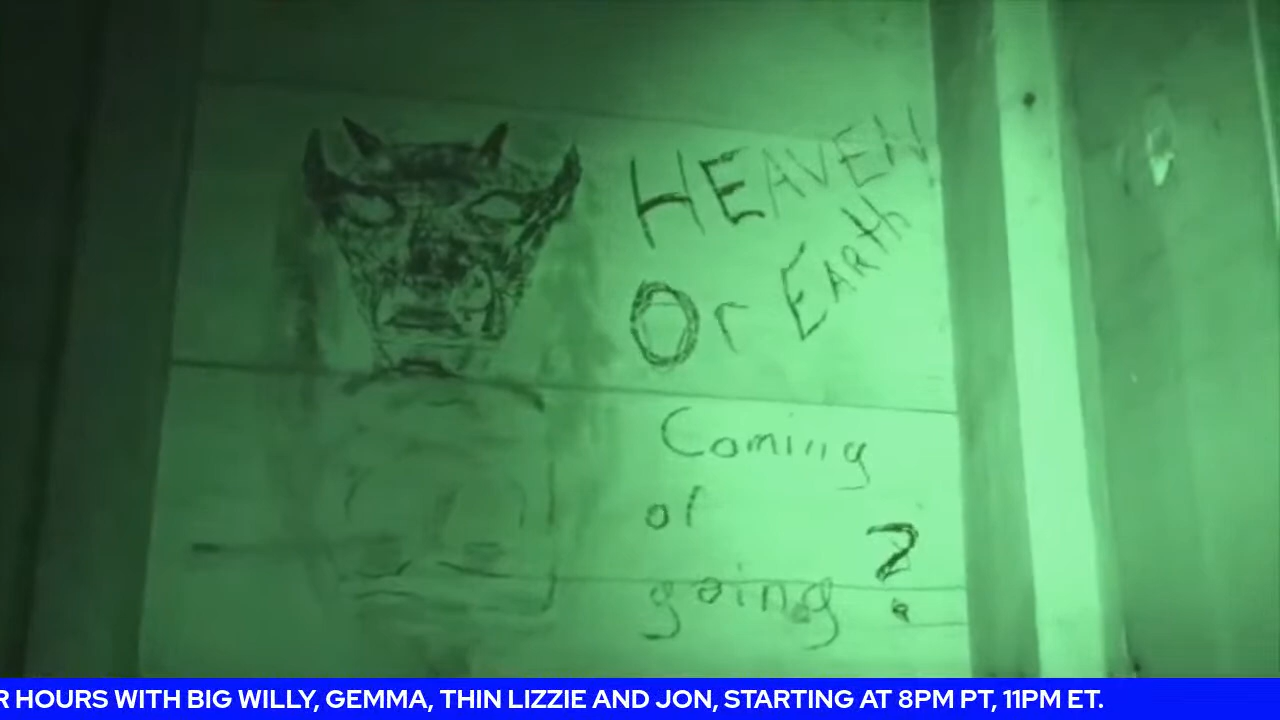 HEAVEN
Or EArth
Coming
or
going?
R HOURS WITH BIG WILLY, GEMMA, THIN LIZZIE AND JON, STARTING AT 8PM PT, 11PM ET.